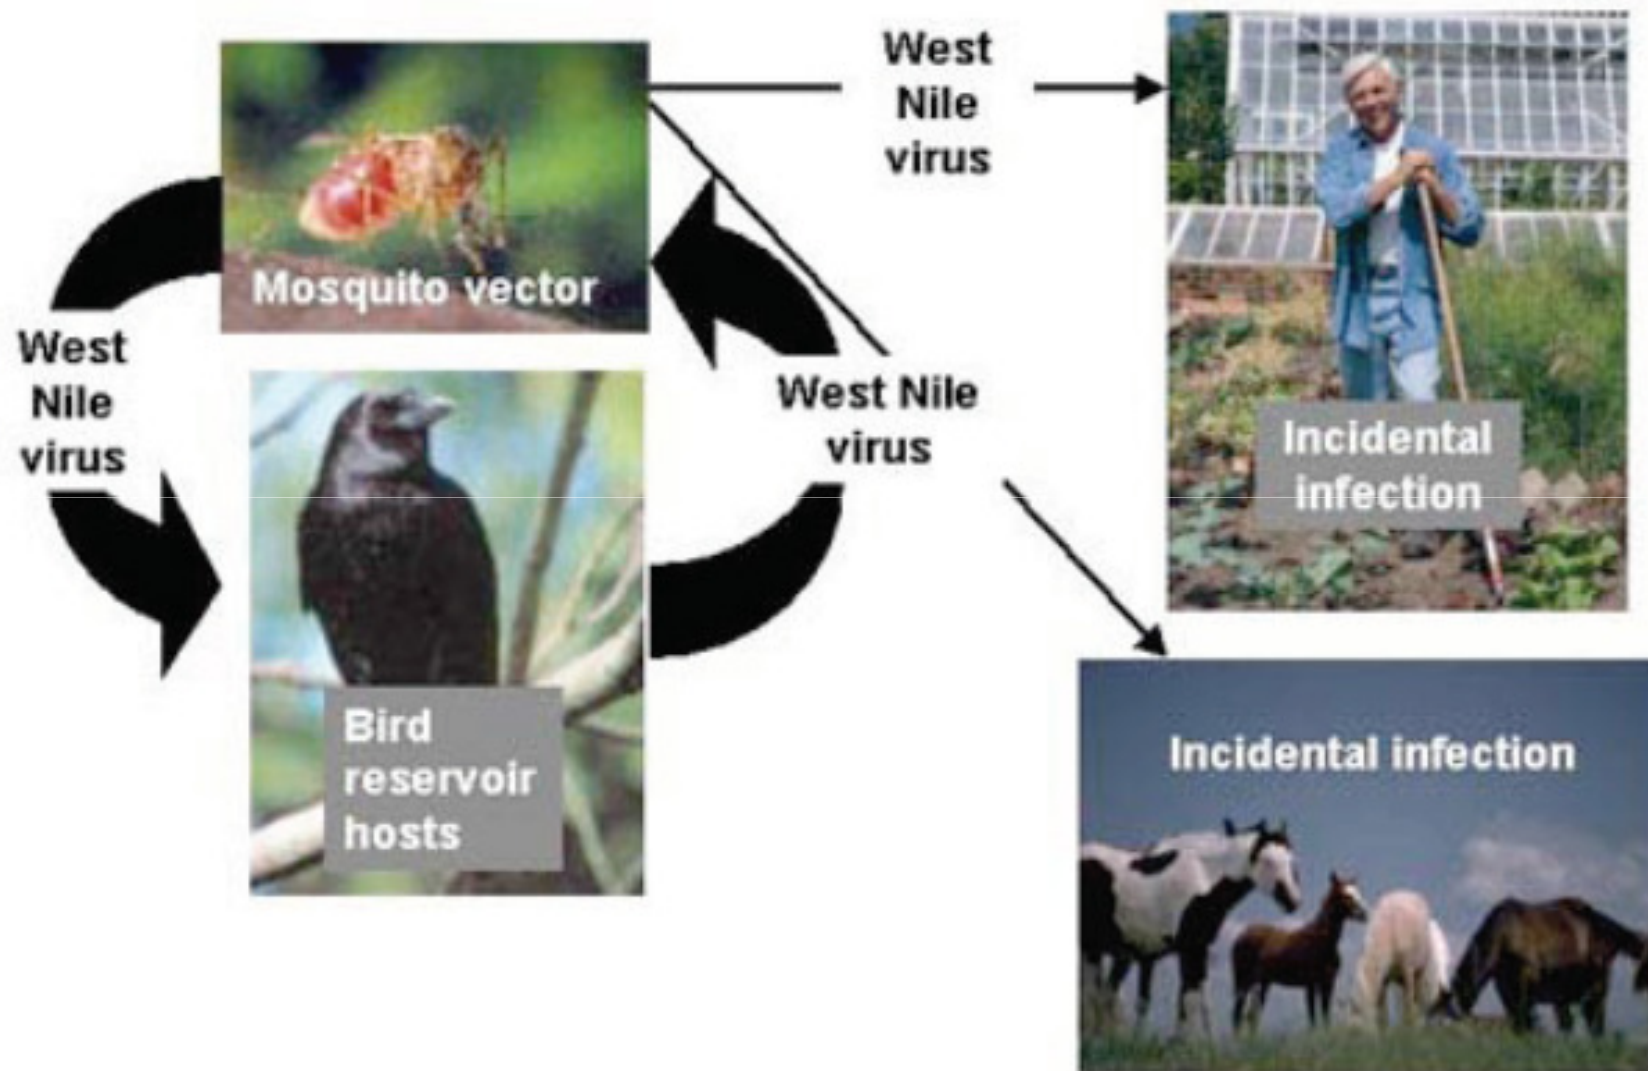 West
Nile
virus
Mosquito vector
West
Nile
virus
West Nile
virus
Incidental
infection
Bird
reservoir
hosts
Incidental infection